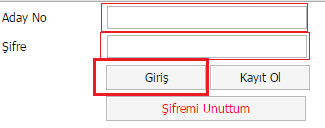 Aday No
Şifre
Giriş Kayıt Ol
Şifremi Unuttum